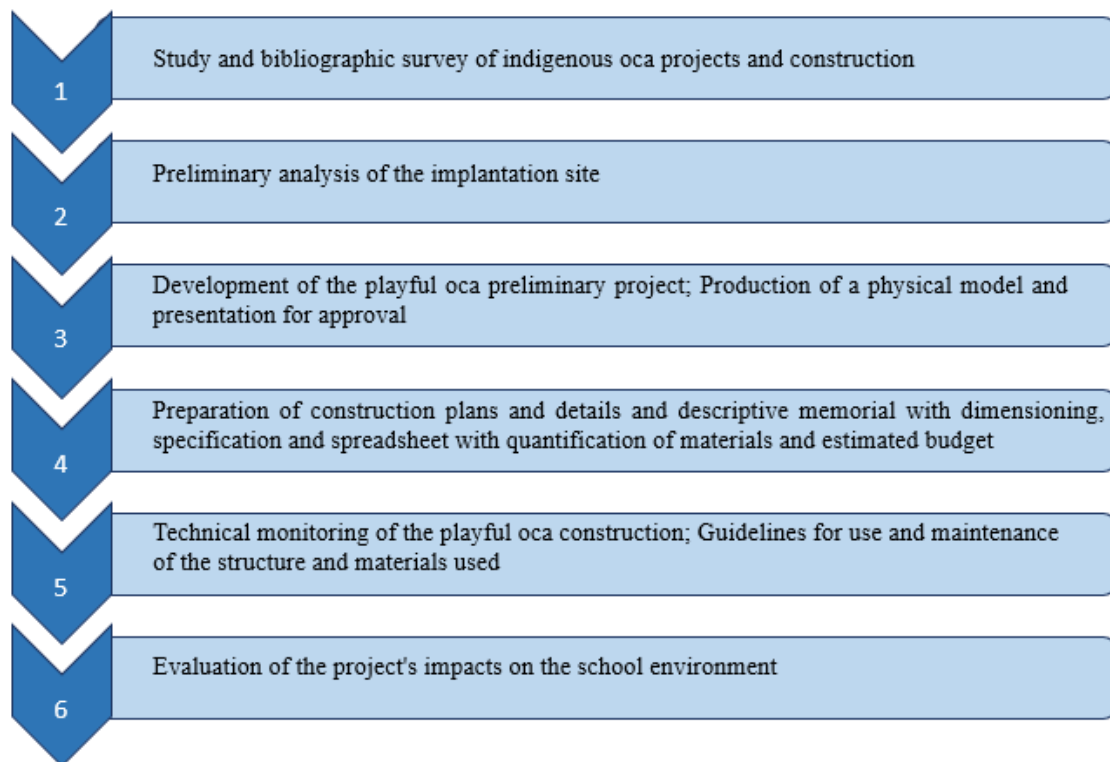 Study and bibliographic survey of indigenous oca projects and construction
1
Preliminary analysis of the implantation site
2
Development of the playful oca preliminary project; Production of a physical model and
presentation for approval
3
Preparation of construction plans and details and descriptive memorial with dimensioning,
specification and spreadsheet with quantification of materials and estimated budget
4
Technical monitoring of the playful oca construction; Guidelines for use and maintenance
of the structure and materials used
5
Evaluation of the project's impacts on the school environment
6